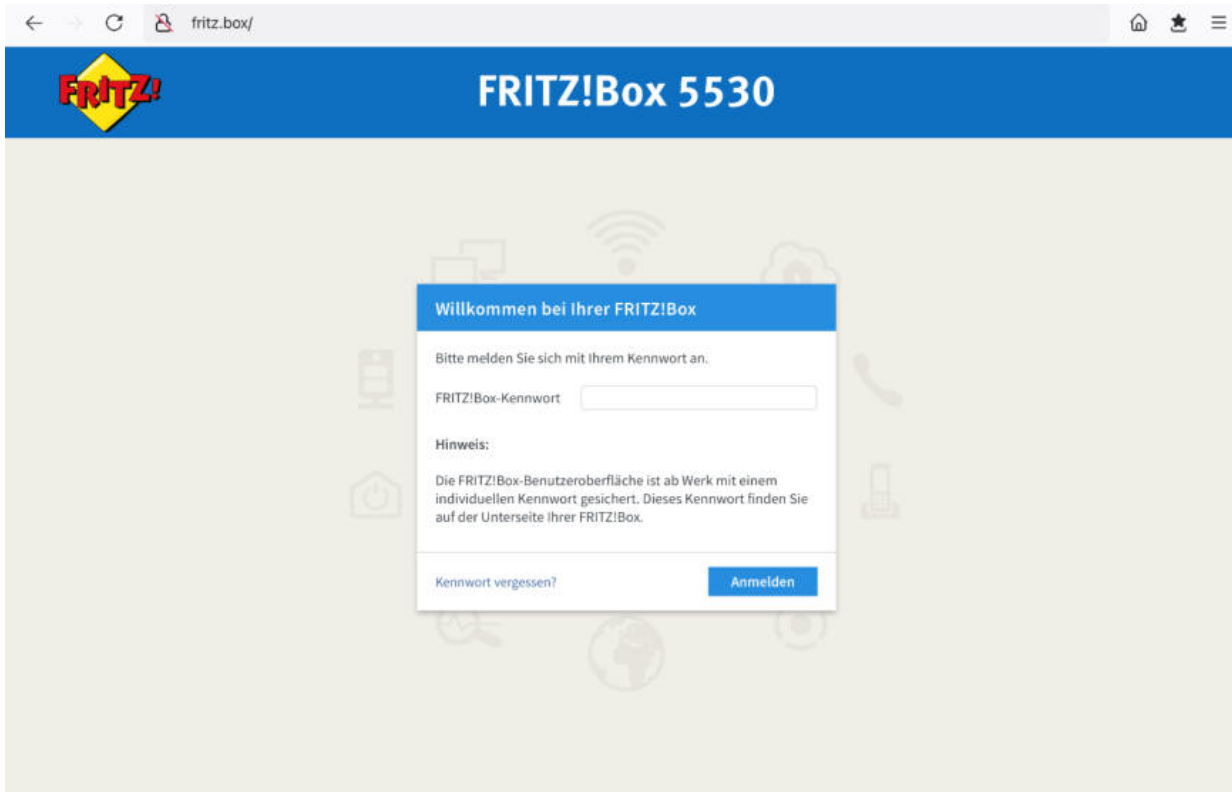 fritz.box/
FRITZ!
FRITZ!Box 5530
Willkommen bei Ihrer FRITZ!Box
Bitte melden Sie sich mit Ihrem Kennwort an.
FRITZ!Box-Kennwort
Hinweis:
Die FRITZ!Box-Benutzeroberfläche ist ab Werk mit einem
individuellen Kennwort gesichert. Dieses Kennwort finden Sie
auf der Unterseite Ihrer FRITZ!Box.
Kennwort vergessen?
Anmelden